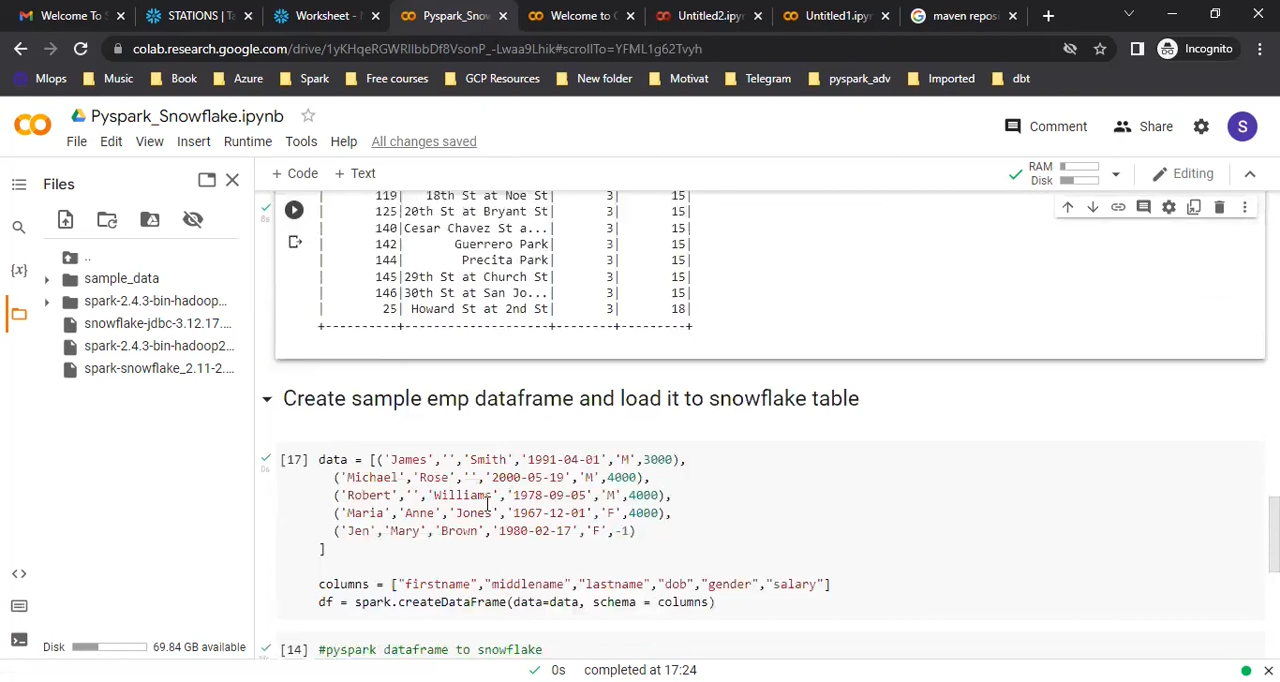 Welcome To S
STATIONS | Ta
Worksheet -
Pyspark_Snow
Welcome to C
Untitled2.ipyn
Untitled1.ipyn
maven reposi
colab.research.google.com/drive/1yKHqeRGWRIIbbDf8VsonP_-Lwaa9Lhik#scrollTo=YFML1g62Tvyh
Incognito
Mlops
Music
Book
Azure
Spark
Free courses
GCP Resources
New folder
Motivat
Telegram
pyspark_adv
Imported
dbt
Pyspark_Snowflake.ipynb
File Edit View Insert Runtime Tools Help All changes saved
Comment
Share
S
Files
+ Code + Text
RAM
Disk
Editing
..
sample_data
spark-2.4.3-bin-hadoop...
snowflake-jdbc-3.12.17....
spark-2.4.3-bin-hadoop2...
spark-snowflake_2.11-2....
8s
| 119| 18th St at Noe St| 3| 15|
| 125|20th St at Bryant St| 3| 15|
| 140|Cesar Chavez St a...| 3| 15|
| 142| Guerrero Park| 3| 15|
| 144| Precita Park| 3| 15|
| 145|29th St at Church St| 3| 15|
| 146|30th St at San Jo...| 3| 15|
| 25| Howard St at 2nd St| 3| 18|
+----------+--------------------+--------+---------+
Create sample emp dataframe and load it to snowflake table
0s
[17] data = [('James','','Smith','1991-04-01','M',3000),
('Michael','Rose','','2000-05-19','M',4000),
('Robert','','Williams','1978-09-05','M',4000),
('Maria','Anne','Jones','1967-12-01','F',4000),
('Jen','Mary','Brown','1980-02-17','F',-1)
]
columns = ["firstname","middlename","lastname","dob","gender","salary"]
df = spark.createDataFrame(data=data, schema = columns)
[14] #pyspark dataframe to snowflake
Disk
69.84 GB available
0s completed at 17:24